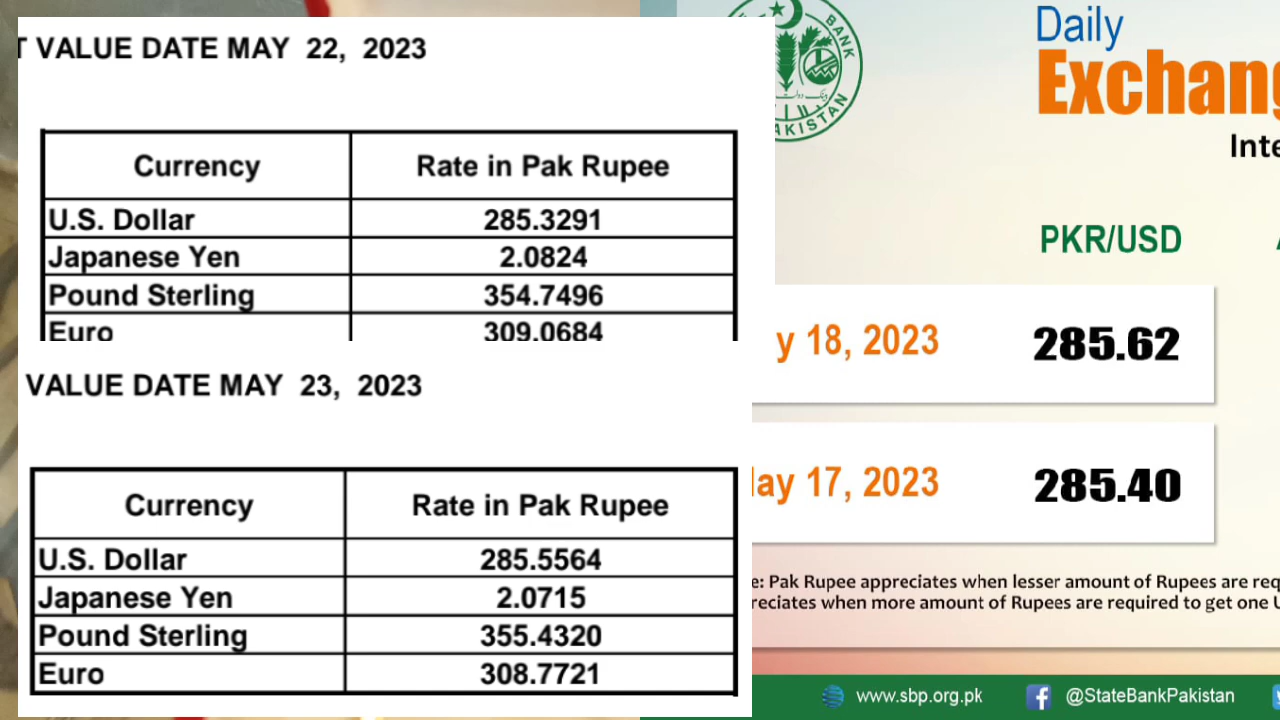 T VALUE DATE MAY 22, 2023
Currency Rate in Pak Rupee
U.S. Dollar 285.3291
Japanese Yen 2.0824
Pound Sterling 354.7496
Euro 309.0684
VALUE DATE MAY 23, 2023
Currency Rate in Pak Rupee
U.S. Dollar 285.5564
Japanese Yen 2.0715
Pound Sterling 355.4320
Euro 308.7721
BANK
PAKISTAN
Daily
Exchang
Inte
PKR/USD
y 18, 2023 285.62
ay 17, 2023 285.40
e: Pak Rupee appreciates when lesser amount of Rupees are req
reciates when more amount of Rupees are required to get one U
www.sbp.org.pk @StateBankPakistan